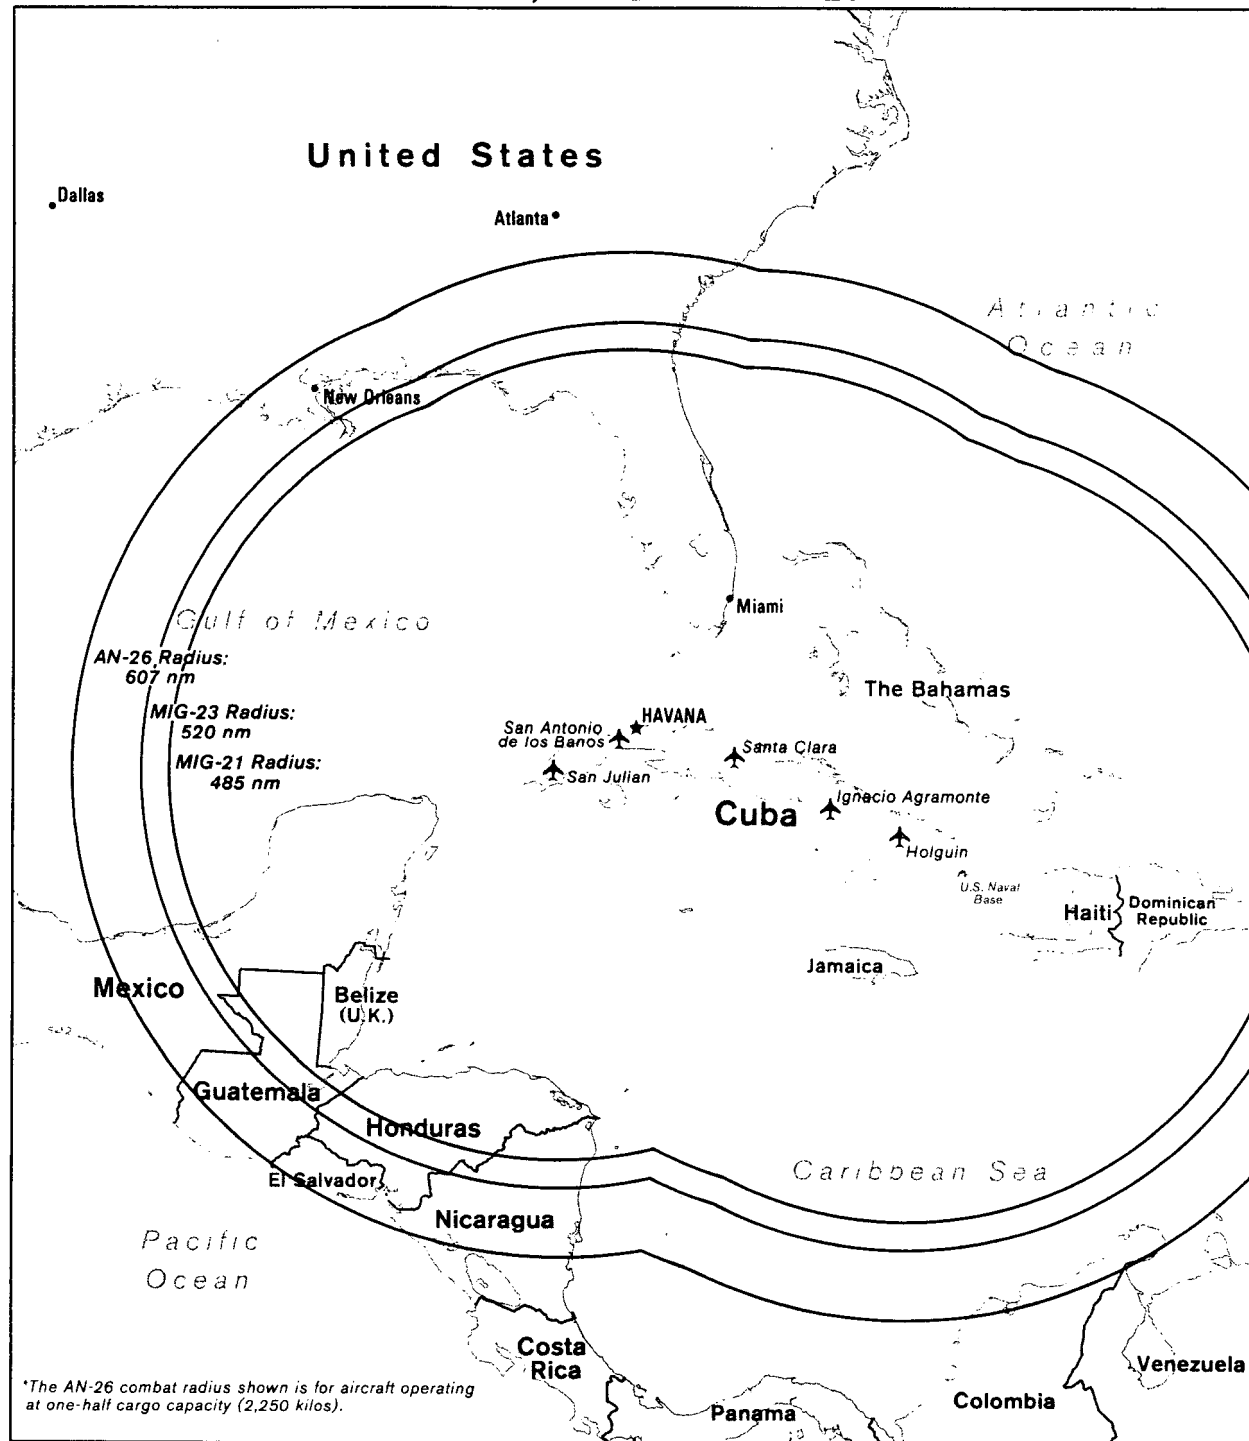 United States
Dallas
Atlanta
Atlantic
Ocean
New Orleans
Gulf of Mexico
Miami
AN-26 Radius:
607 nm
The Bahamas
MIG-23 Radius:
520 nm
HAVANA
San Antonio
de los Banos
Santa Clara
MIG-21 Radius:
485 nm
San Julian
Ignacio Agramonte
Cuba
Holguin
U.S. Naval
Base
Haiti
Dominican
Republic
Jamaica
Mexico
Belize
(U.K.)
Guatemala
Honduras
Caribbean Sea
El Salvador
Nicaragua
Pacific
Ocean
Costa
Rica
Venezuela
*The AN-26 combat radius shown is for aircraft operating
at one-half cargo capacity (2,250 kilos).
Colombia
Panama